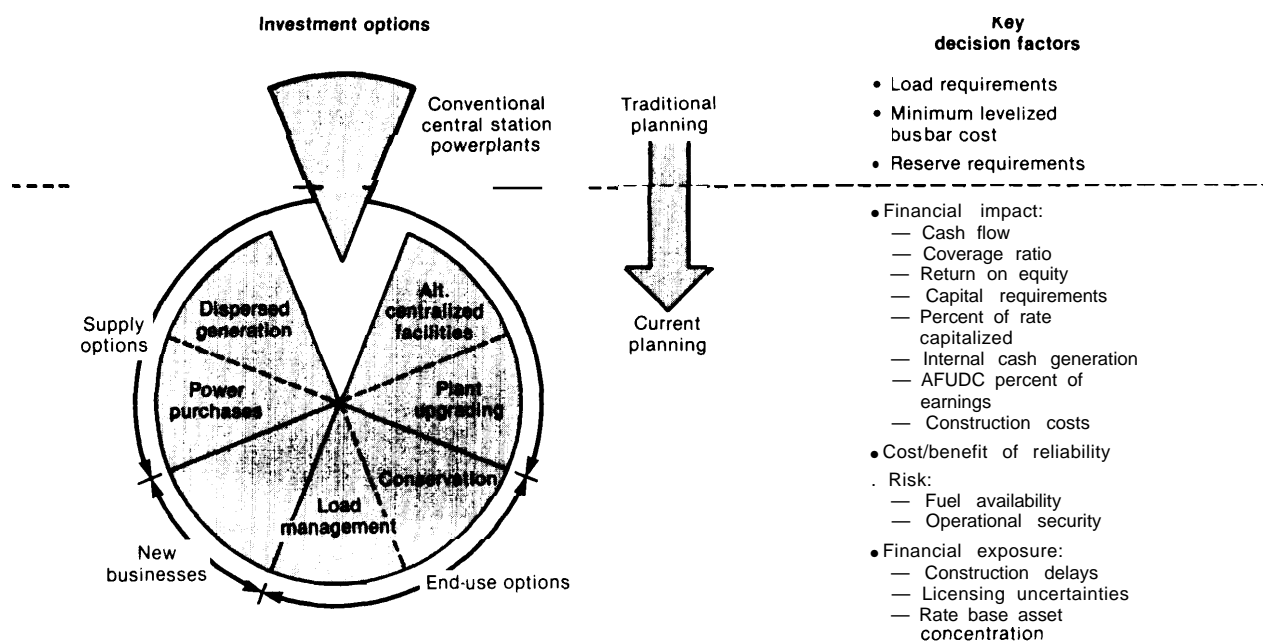 Investment options
Conventional
central station
powerplants
Dispersed
generation
Alt.
centralized
facilities
Supply
options
Power
purchases
Plant
upgrading
Conservation
Load
management
New
businesses
End-use options
Traditional
planning
Current
planning
Key
decision factors
• Load requirements
• Minimum levelized
busbar cost
• Reserve requirements
• Financial impact:
— Cash flow
— Coverage ratio
— Return on equity
— Capital requirements
— Percent of rate
capitalized
— Internal cash generation
— AFUDC percent of
earnings
— Construction costs
• Cost/benefit of reliability
. Risk:
— Fuel availability
— Operational security
• Financial exposure:
— Construction delays
— Licensing uncertainties
— Rate base asset
concentration